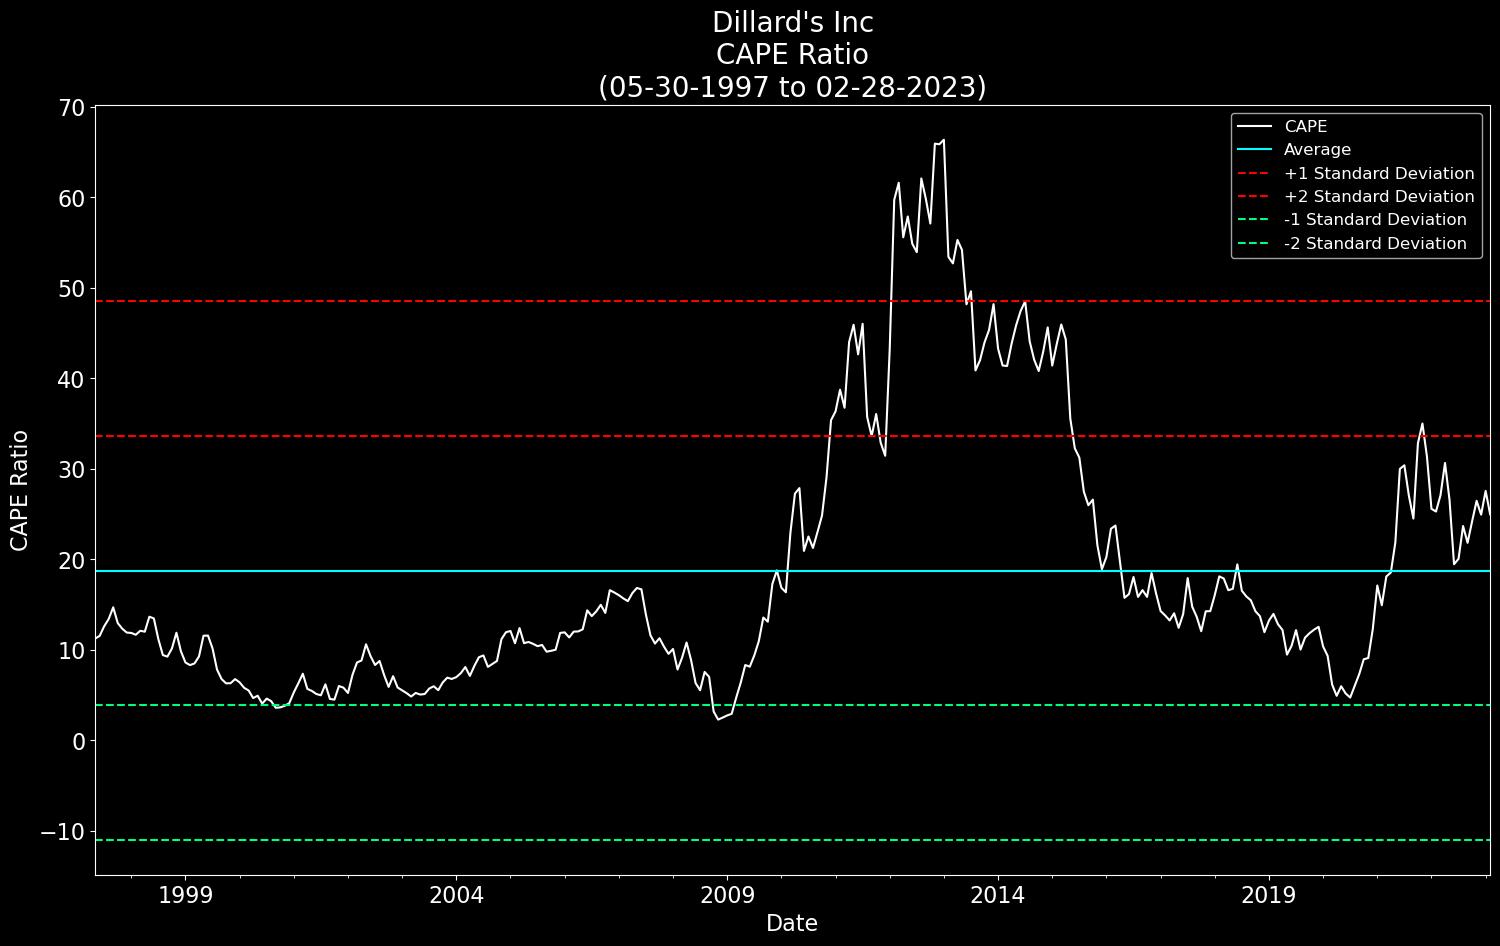 Dillard's Inc
CAPE Ratio
(05-30-1997 to 02-28-2023)
70
60
50
40
30
20
10
0
−10
CAPE Ratio
CAPE
Average
+1 Standard Deviation
+2 Standard Deviation
-1 Standard Deviation
-2 Standard Deviation
1999
2004
2009
2014
2019
Date